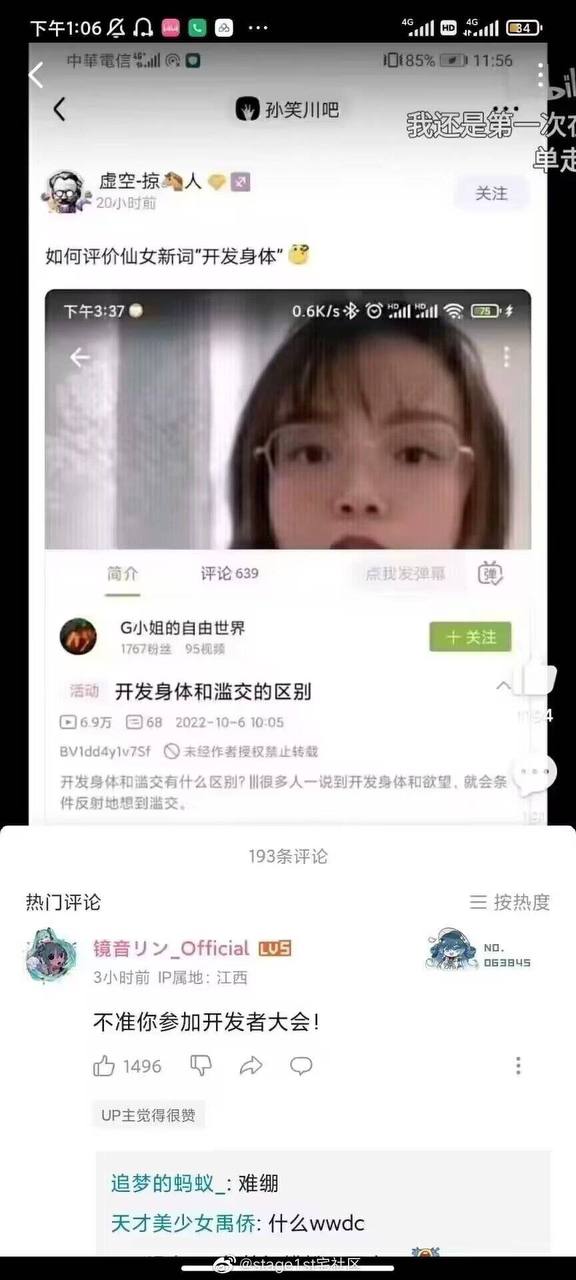 下午1:06
4G HD 4G 84
中華電信 4G 85% 11:56
孙笑川吧
我还是第一次在
单走
虚空-掠🐴人
20小时前
关注
如何评价仙女新词"开发身体"🤔
下午3:37 0.6K/s HD HD 75
简介 评论 639 点我发弹幕 弹
G小姐的自由世界
1767粉丝 95视频
+ 关注
活动 开发身体和滥交的区别
6.9万 68 2022-10-6 10:05
BV1dd4y1v7Sf 未经作者授权禁止转载
开发身体和滥交有什么区别？|||很多人一说到开发身体和欲望，就会条
件反射地想到滥交。
193条评论
热门评论 按热度
镜音リン_Official LV5
NO.
063845
3小时前 IP属地：江西
不准你参加开发者大会！
1496
UP主觉得很赞
追梦的蚂蚁_: 难绷
天才美少女禹侨: 什么wwdc
@stage1st宅社区